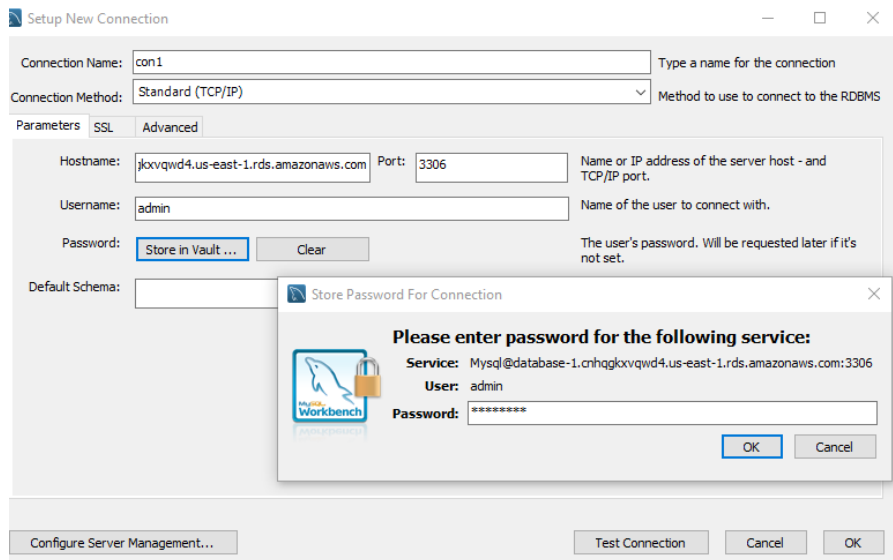 Setup New Connection
Connection Name: con1 Type a name for the connection
Connection Method: Standard (TCP/IP) Method to use to connect to the RDBMS
Parameters SSL Advanced
Hostname: jkxvqwd4.us-east-1.rds.amazonaws.com Port: 3306 Name or IP address of the server host - and
TCP/IP port.
Username: admin Name of the user to connect with.
Password: Store in Vault ... Clear The user's password. Will be requested later if it's
not set.
Default Schema:
Store Password For Connection
Please enter password for the following service:
Service: Mysql@database-1.cnhqgkxvqwd4.us-east-1.rds.amazonaws.com:3306
User: admin
MySQL
Workbench
Password: ********
OK Cancel
Configure Server Management... Test Connection Cancel OK